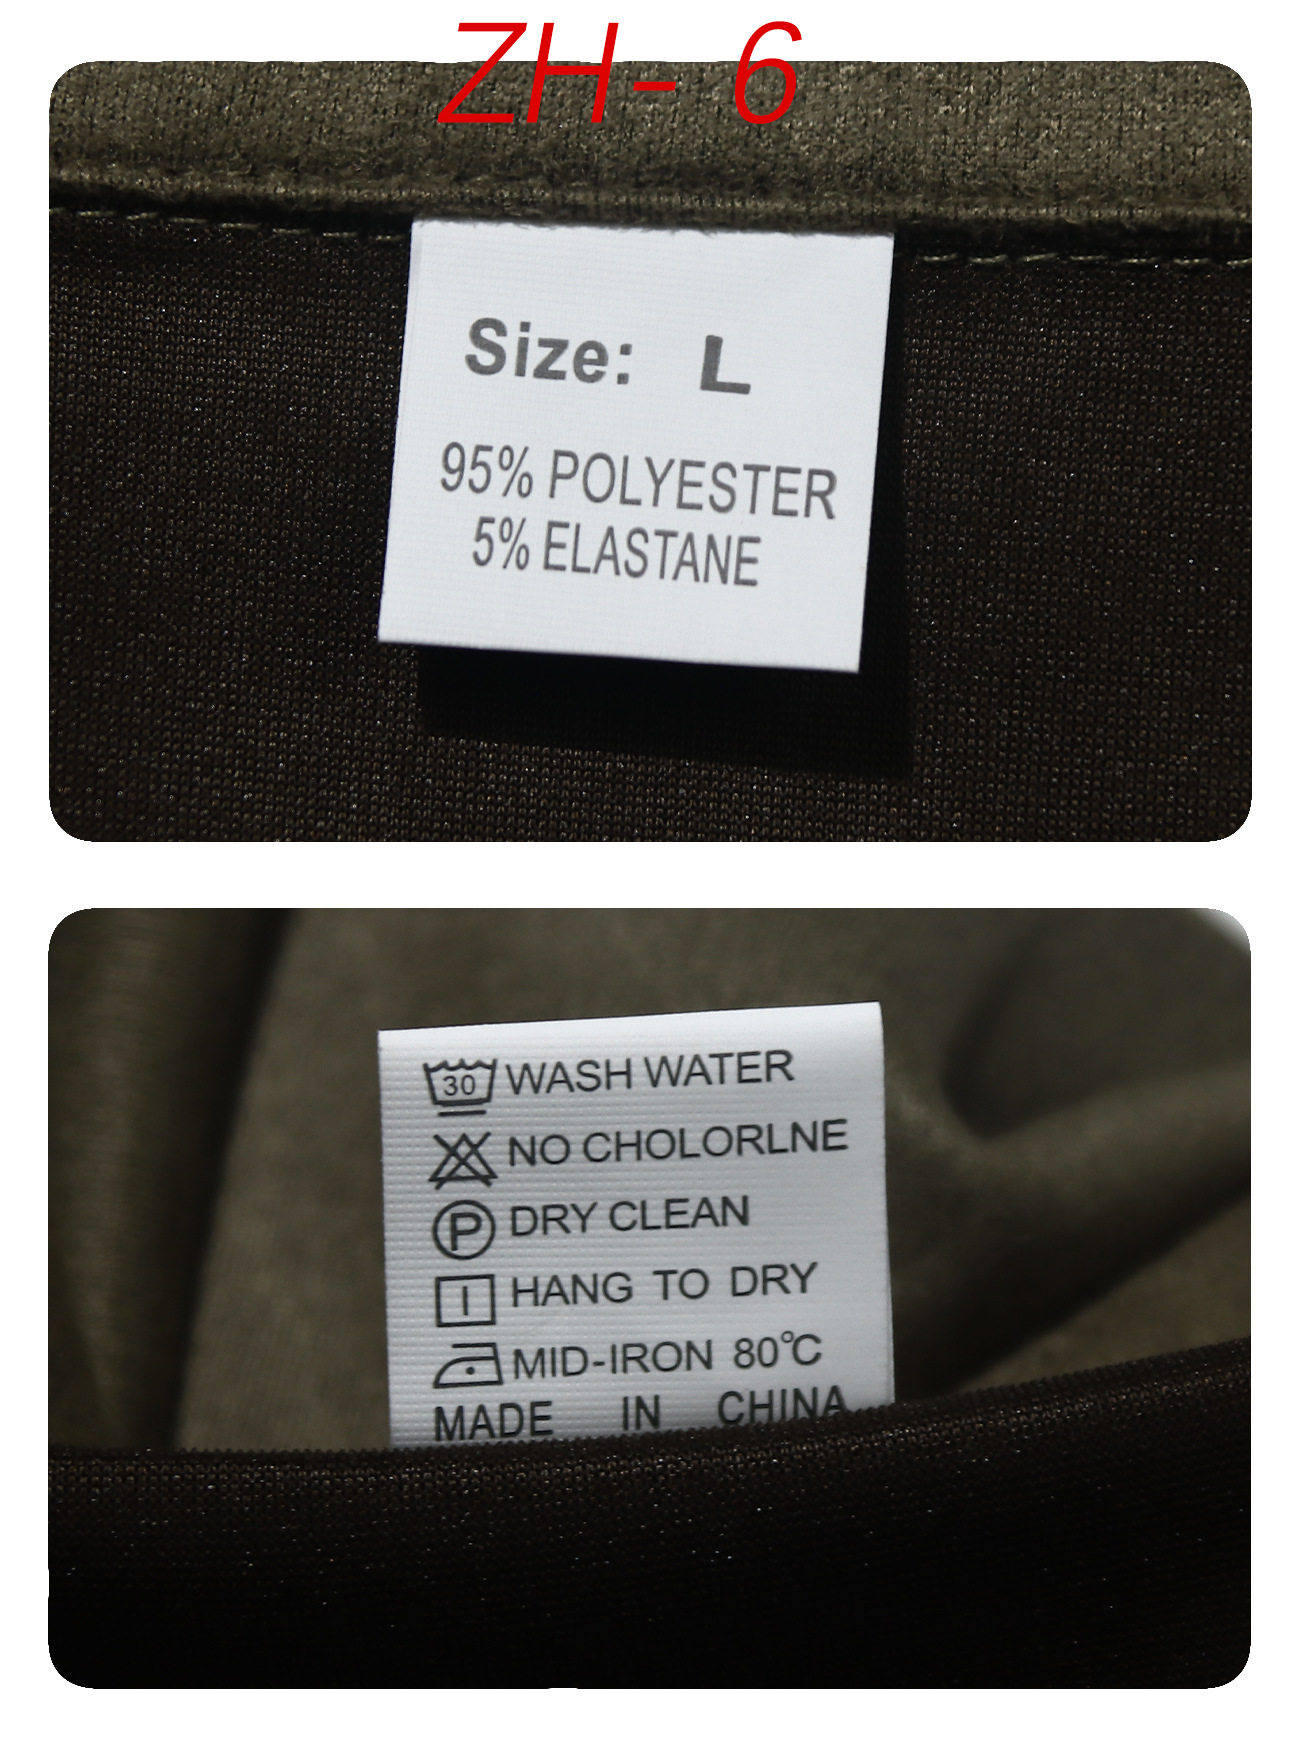 ZH- 6
Size: L
95% POLYESTER
5% ELASTANE
30 WASH WATER
NO CHOLORLNE
P DRY CLEAN
HANG TO DRY
MID-IRON 80℃
MADE IN CHINA